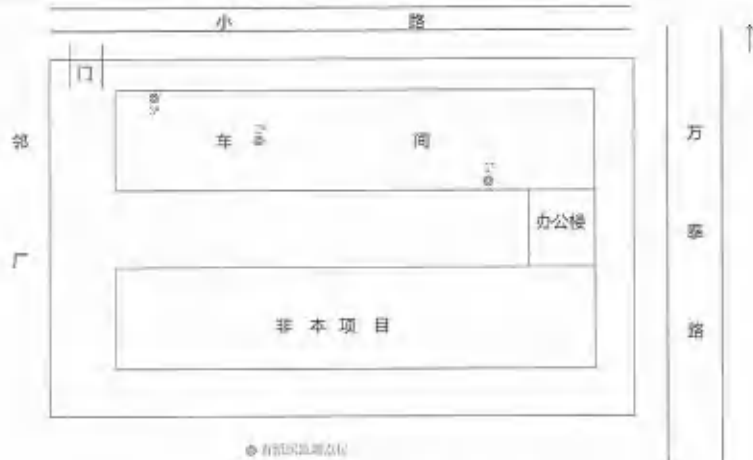 小 路
门
邻 厂
车 间
办公楼
非 本 项 目
万 泰 路